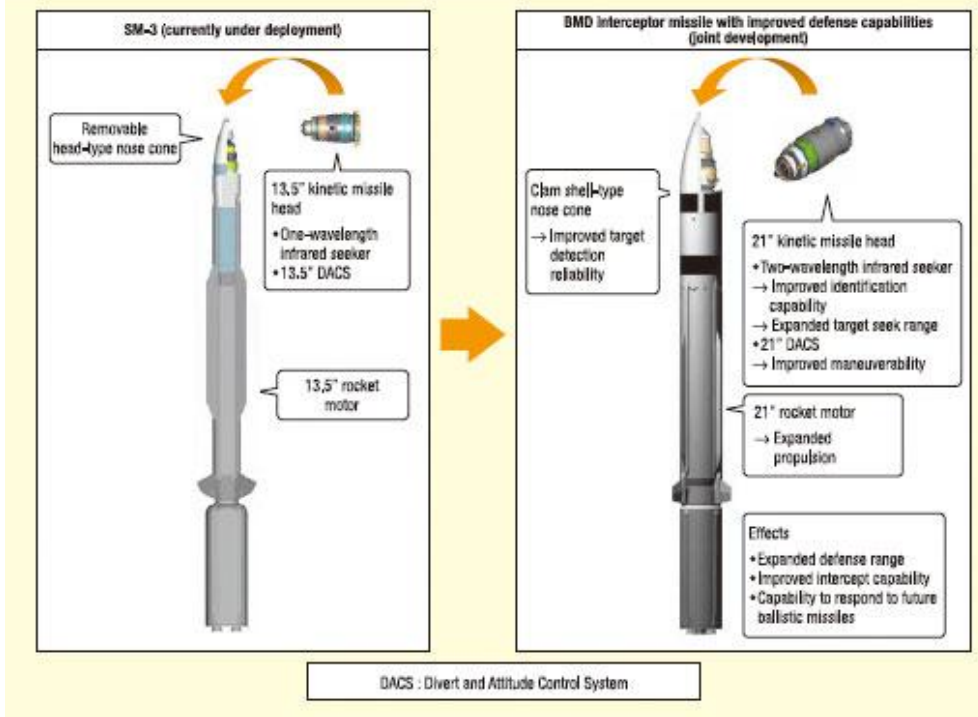 SM-3 (currently under deployment)
Removable
head-type nose cone
13.5" kinetic missile
head
•One-wavelength
infrared seeker
•13.5" DACS
13.5" rocket
motor
BMD interceptor missile with improved defense capabilities
(joint development)
Clam shell-type
nose cone
→ Improved target
detection
reliability
21" kinetic missile head
•Two-wavelength infrared seeker
→ Improved identification
capability
→ Expanded target seek range
•21" DACS
→ Improved maneuverability
21" rocket motor
→ Expanded
propulsion
Effects
•Expanded defense range
•Improved intercept capability
•Capability to respond to future
ballistic missiles
DACS : Divert and Attitude Control System